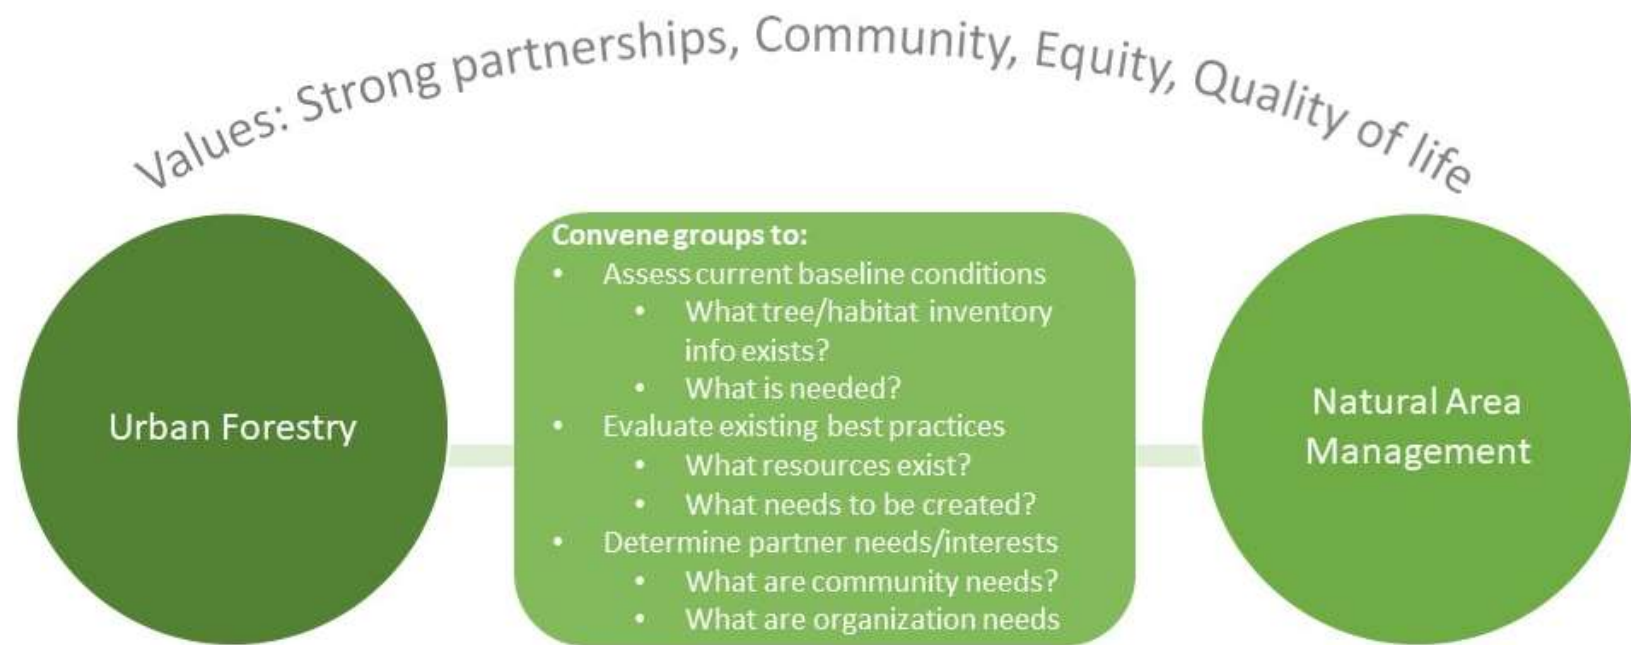 Values: Strong partnerships, Community, Equity, Quality of life
Urban Forestry
Convene groups to:
• Assess current baseline conditions
• What tree/habitat inventory
info exists?
• What is needed?
• Evaluate existing best practices
• What resources exist?
• What needs to be created?
• Determine partner needs/interests
• What are community needs?
• What are organization needs
Natural Area
Management